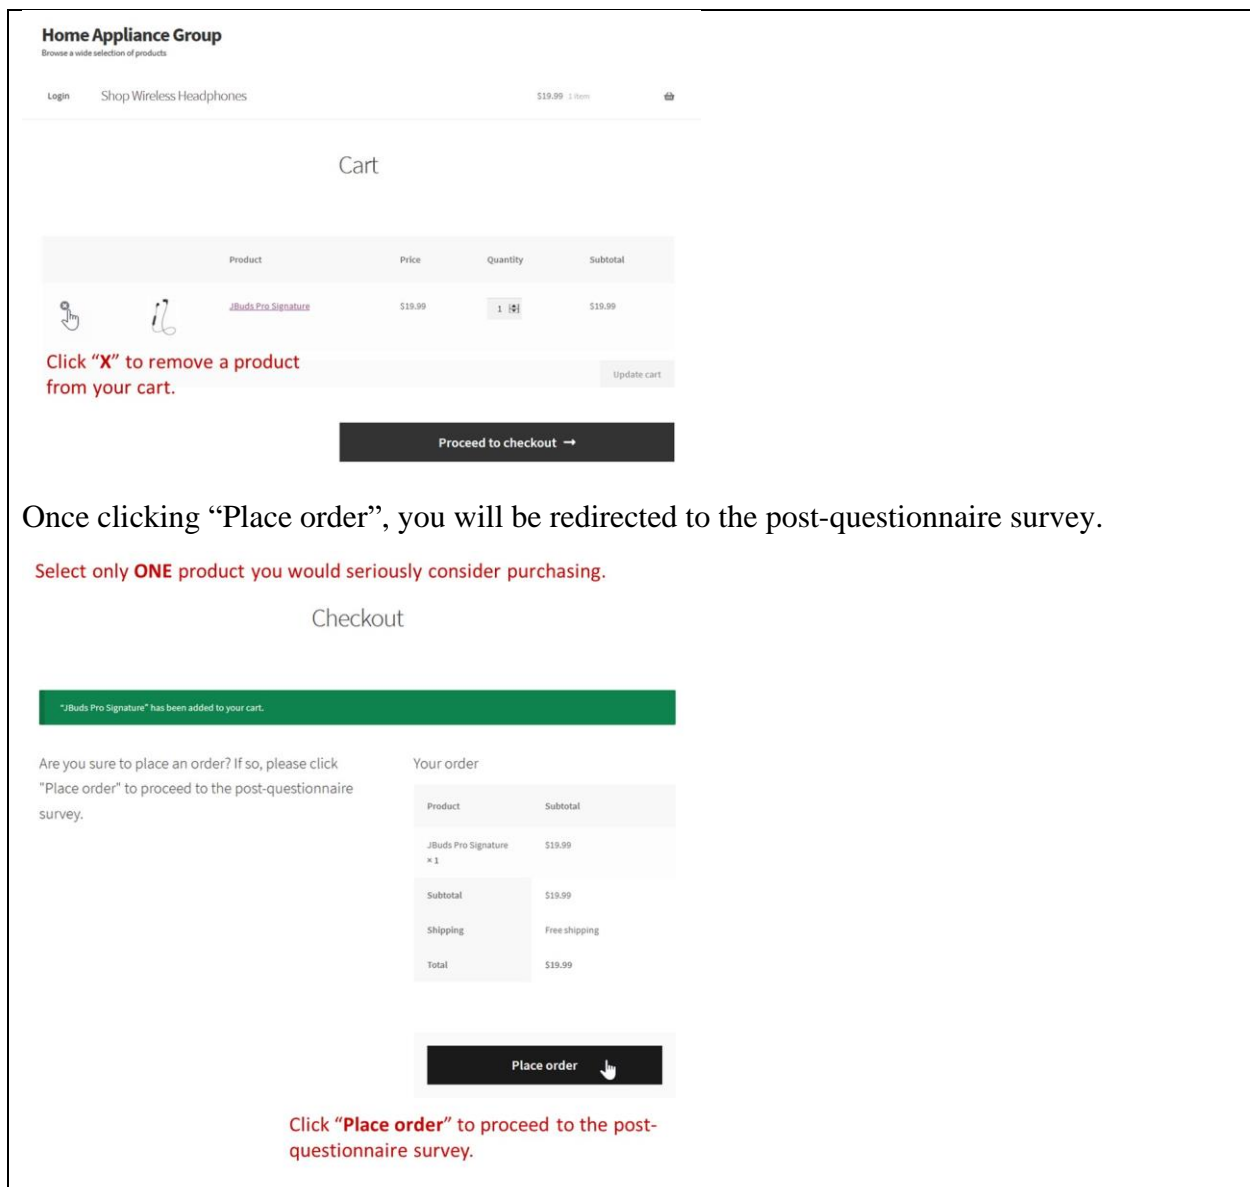 Home Appliance Group
Browse a wide selection of products
Login Shop Wireless Headphones $19.99 1 item
Cart
Product Price Quantity Subtotal
JBuds Pro Signature $19.99 1 $19.99
Click “X” to remove a product
from your cart.
Update cart
Proceed to checkout →
Once clicking “Place order”, you will be redirected to the post-questionnaire survey.
Select only ONE product you would seriously consider purchasing.
Checkout
“JBuds Pro Signature” has been added to your cart.
Are you sure to place an order? If so, please click
"Place order" to proceed to the post-questionnaire
survey.
Your order
Product Subtotal
JBuds Pro Signature $19.99
× 1
Subtotal $19.99
Shipping Free shipping
Total $19.99
Place order
Click “Place order” to proceed to the post-
questionnaire survey.